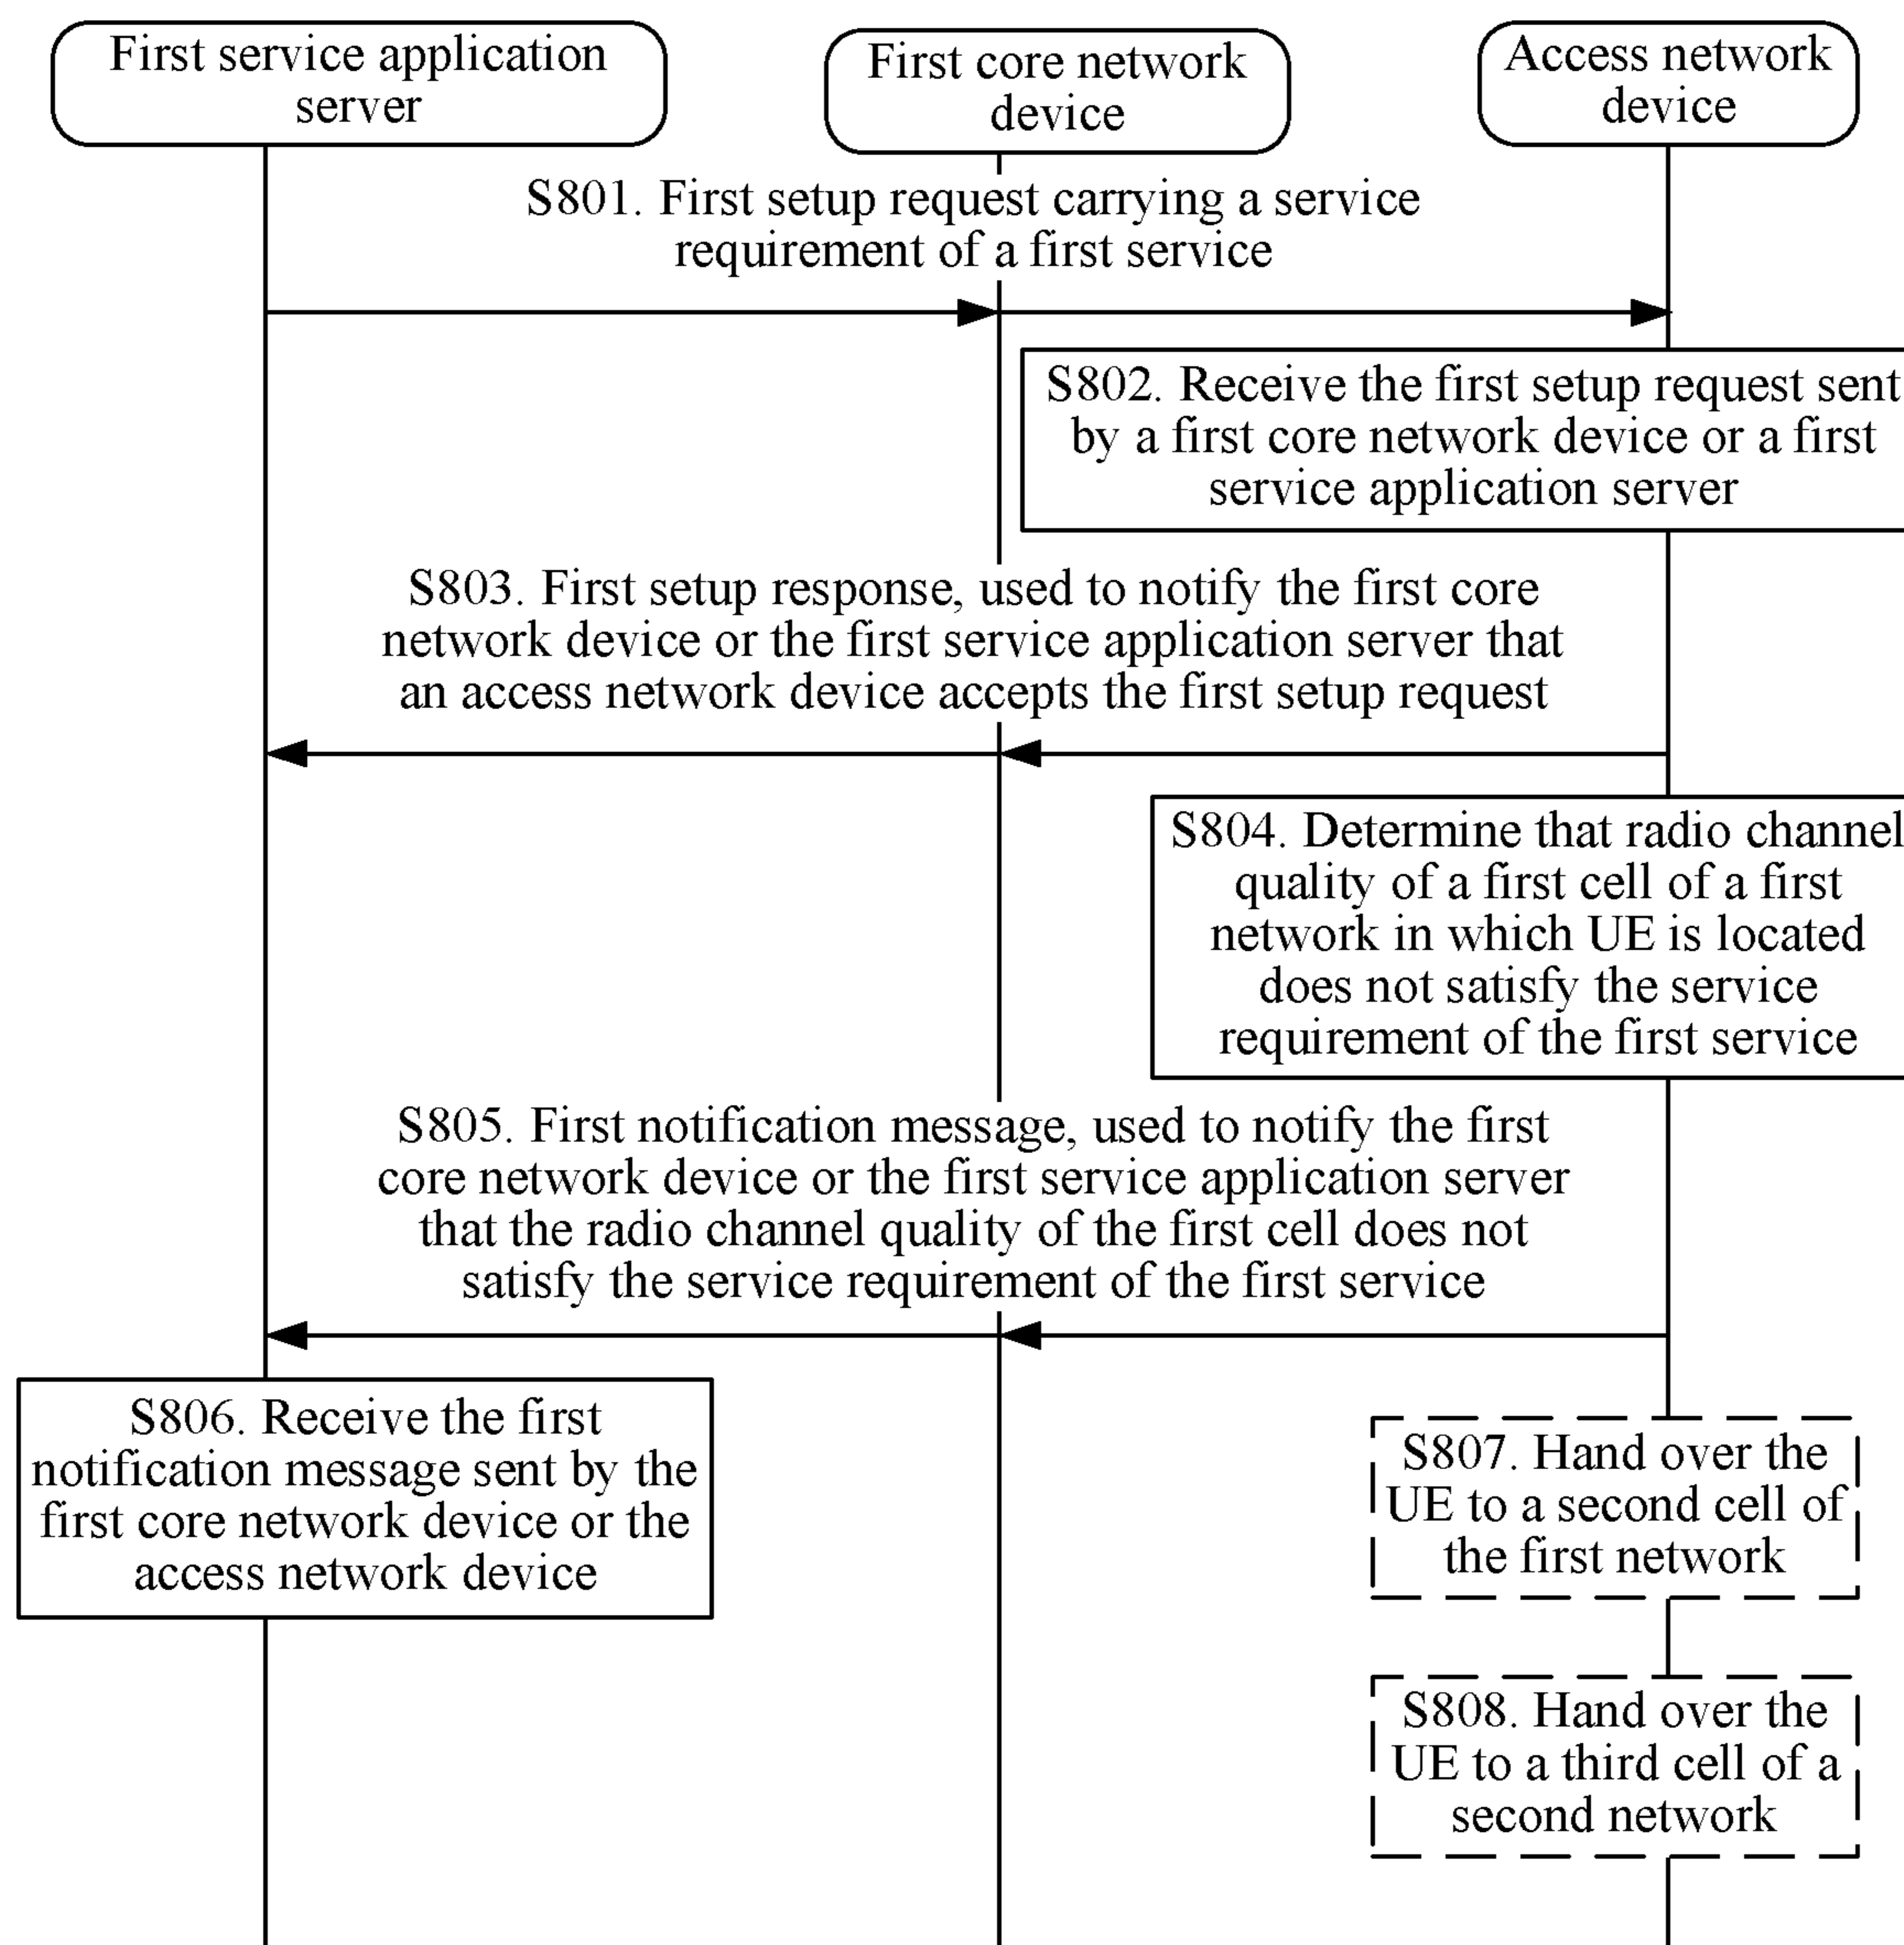 First service application
server
First core network
device
Access network
device
S801. First setup request carrying a service
requirement of a first service
S802. Receive the first setup request sent
by a first core network device or a first
service application server
S803. First setup response, used to notify the first core
network device or the first service application server that
an access network device accepts the first setup request
S804. Determine that radio channel
quality of a first cell of a first
network in which UE is located
does not satisfy the service
requirement of the first service
S805. First notification message, used to notify the first
core network device or the first service application server
that the radio channel quality of the first cell does not
satisfy the service requirement of the first service
S806. Receive the first
notification message sent by the
first core network device or the
access network device
S807. Hand over the
UE to a second cell of
the first network
S808. Hand over the
UE to a third cell of a
second network